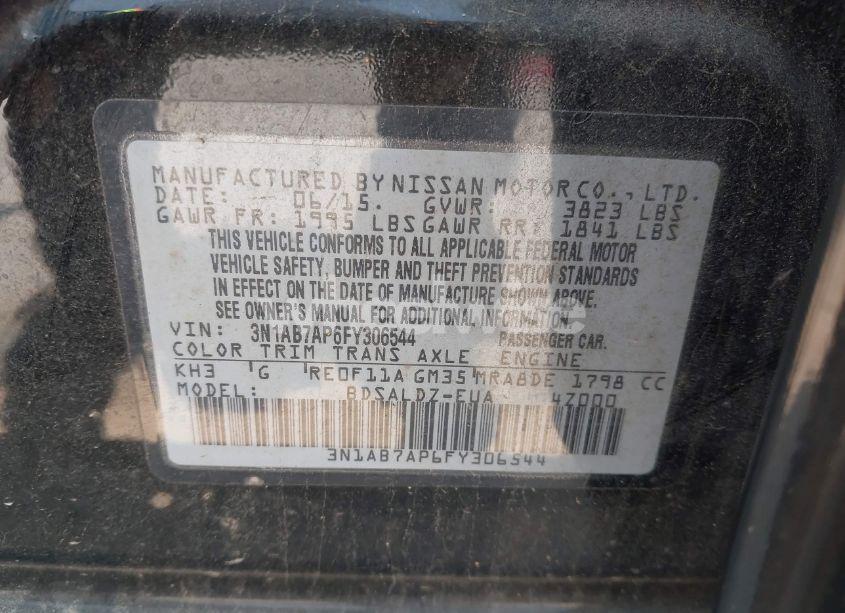 MANUFACTURED BY NISSAN MOTOR CO., LTD.
DATE: 06/15. GVWR: 3823 LBS
GAWR FR: 1995 LBS GAWR RR: 1841 LBS
THIS VEHICLE CONFORMS TO ALL APPLICABLE FEDERAL MOTOR
VEHICLE SAFETY, BUMPER AND THEFT PREVENTION STANDARDS
IN EFFECT ON THE DATE OF MANUFACTURE SHOWN ABOVE.
SEE OWNER'S MANUAL FOR ADDITIONAL INFORMATION.
VIN: 3N1AB7AP6FY306544 PASSENGER CAR.
COLOR TRIM TRANS AXLE ENGINE
KH3 G RE0F11A GM35 MRA8DE 1798 CC
MODEL: BDSALDZ-EUA 4Z000
3N1AB7AP6FY306544